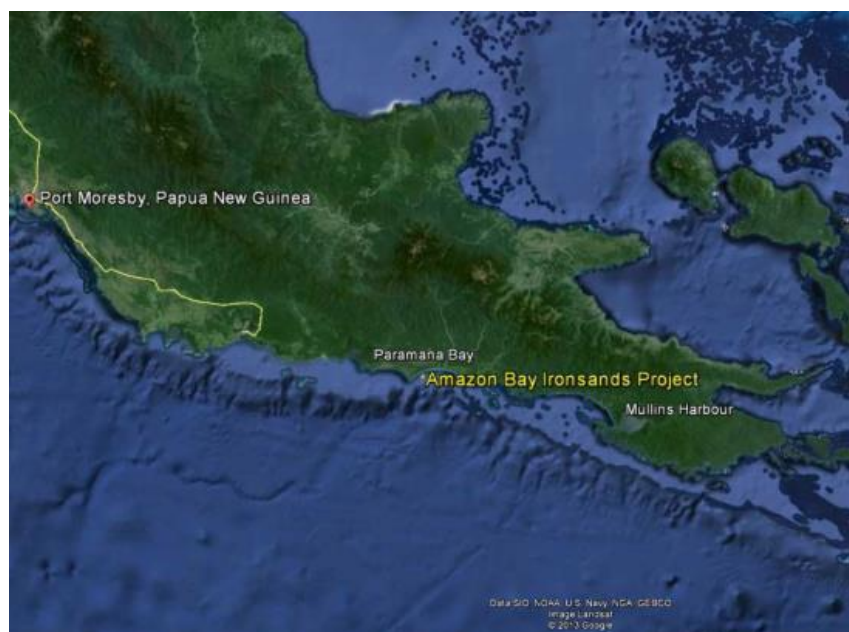 Port Moresby, Papua New Guinea
Paramana Bay
Amazon Bay Ironsands Project
Mullins Harbour
Data SIO, NOAA, U.S. Navy, NGA, GEBCO
Image Landsat
© 2013 Google